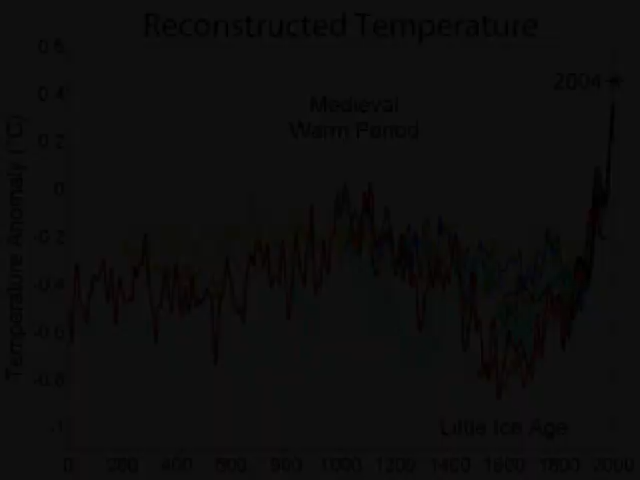 Reconstructed Temperature
0.6
2004
0.4
Medieval
Warm Period
0.2
0
-0.2
-0.4
-0.6
-0.8
-1
Temperature Anomaly (°C)
Little Ice Age
0 200 400 600 800 1000 1200 1400 1600 1800 2000